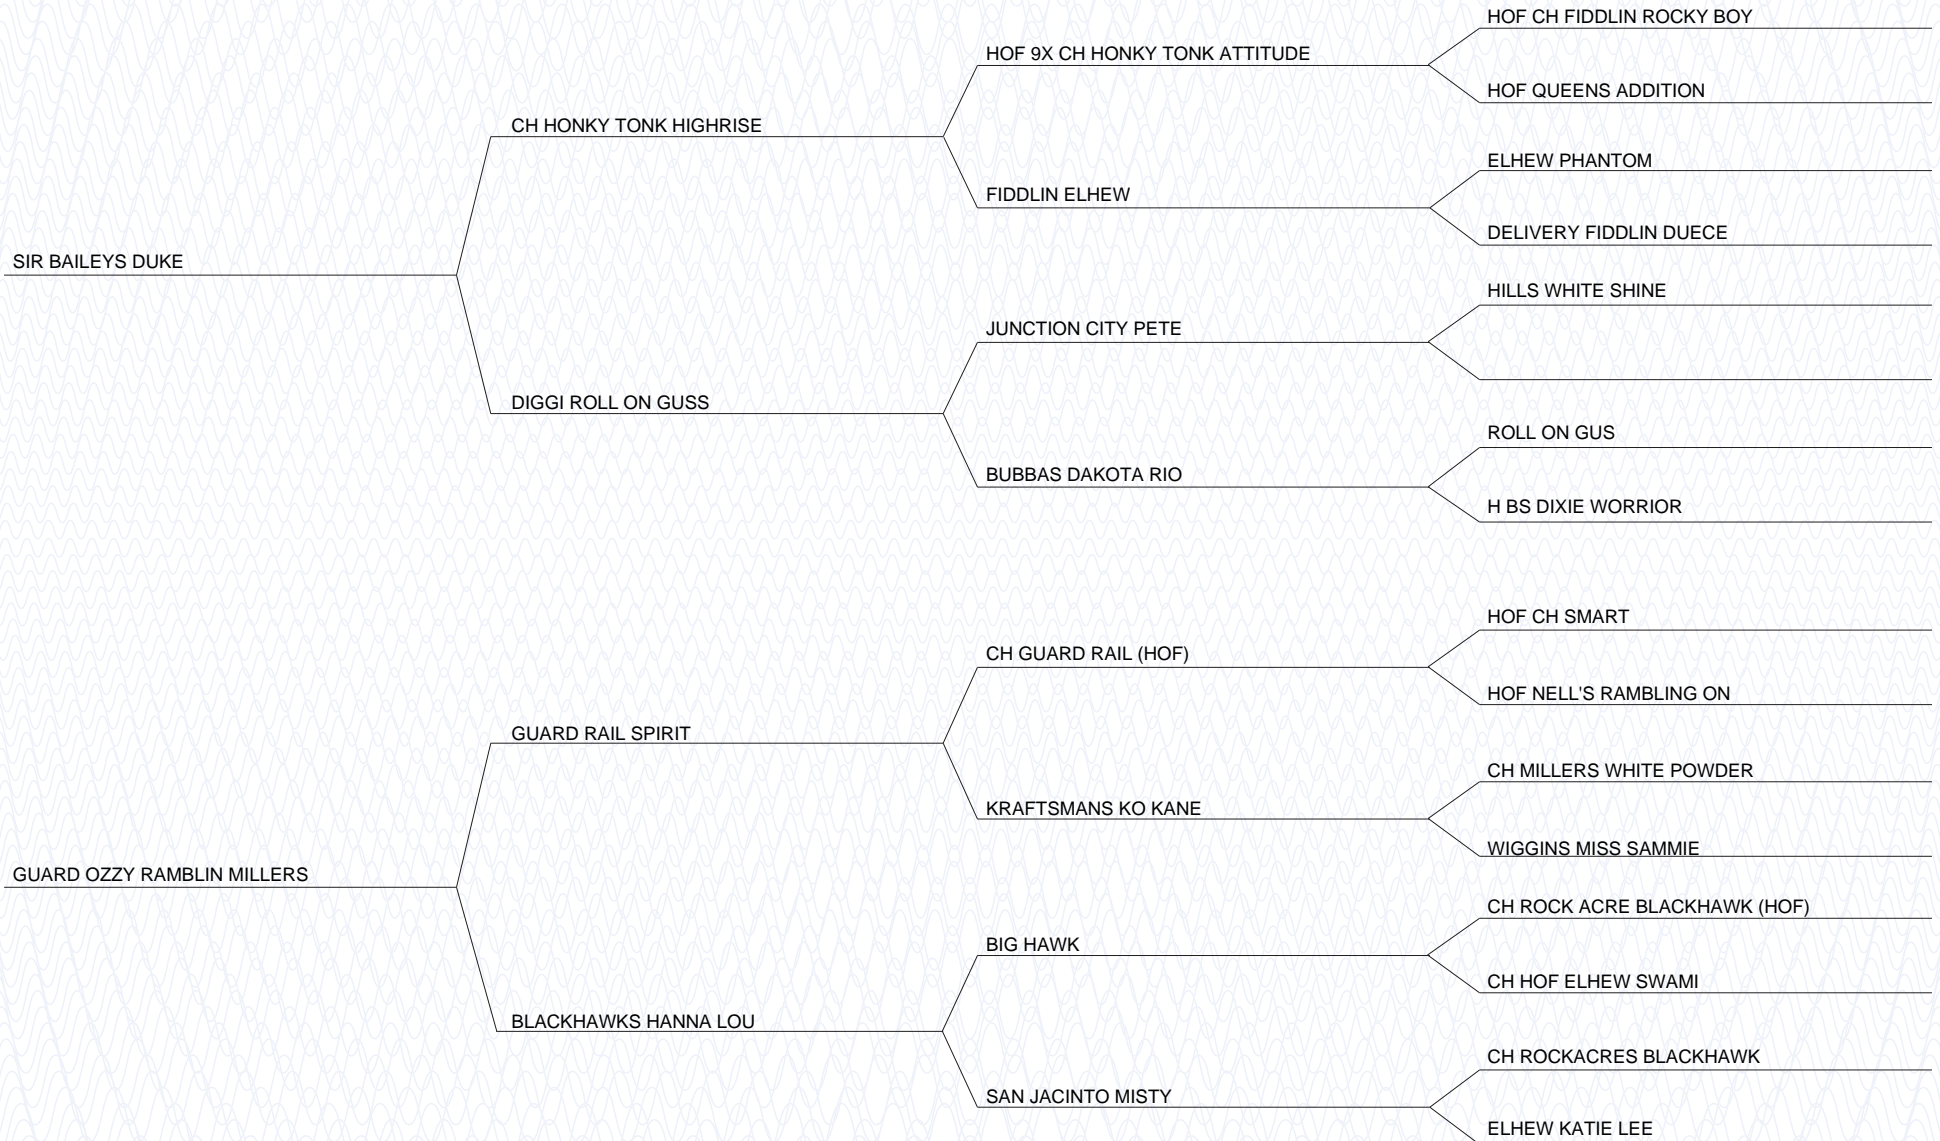 HOF CH FIDDLIN ROCKY BOY
HOF 9X CH HONKY TONK ATTITUDE
HOF QUEENS ADDITION
CH HONKY TONK HIGHRISE
ELHEW PHANTOM
FIDDLIN ELHEW
DELIVERY FIDDLIN DUECE
SIR BAILEYS DUKE
HILLS WHITE SHINE
JUNCTION CITY PETE
DIGGI ROLL ON GUSS
ROLL ON GUS
BUBBAS DAKOTA RIO
H BS DIXIE WORRIOR
HOF CH SMART
CH GUARD RAIL (HOF)
HOF NELL'S RAMBLING ON
GUARD RAIL SPIRIT
CH MILLERS WHITE POWDER
KRAFTSMANS KO KANE
WIGGINS MISS SAMMIE
GUARD OZZY RAMBLIN MILLERS
CH ROCK ACRE BLACKHAWK (HOF)
BIG HAWK
CH HOF ELHEW SWAMI
BLACKHAWKS HANNA LOU
CH ROCKACRES BLACKHAWK
SAN JACINTO MISTY
ELHEW KATIE LEE